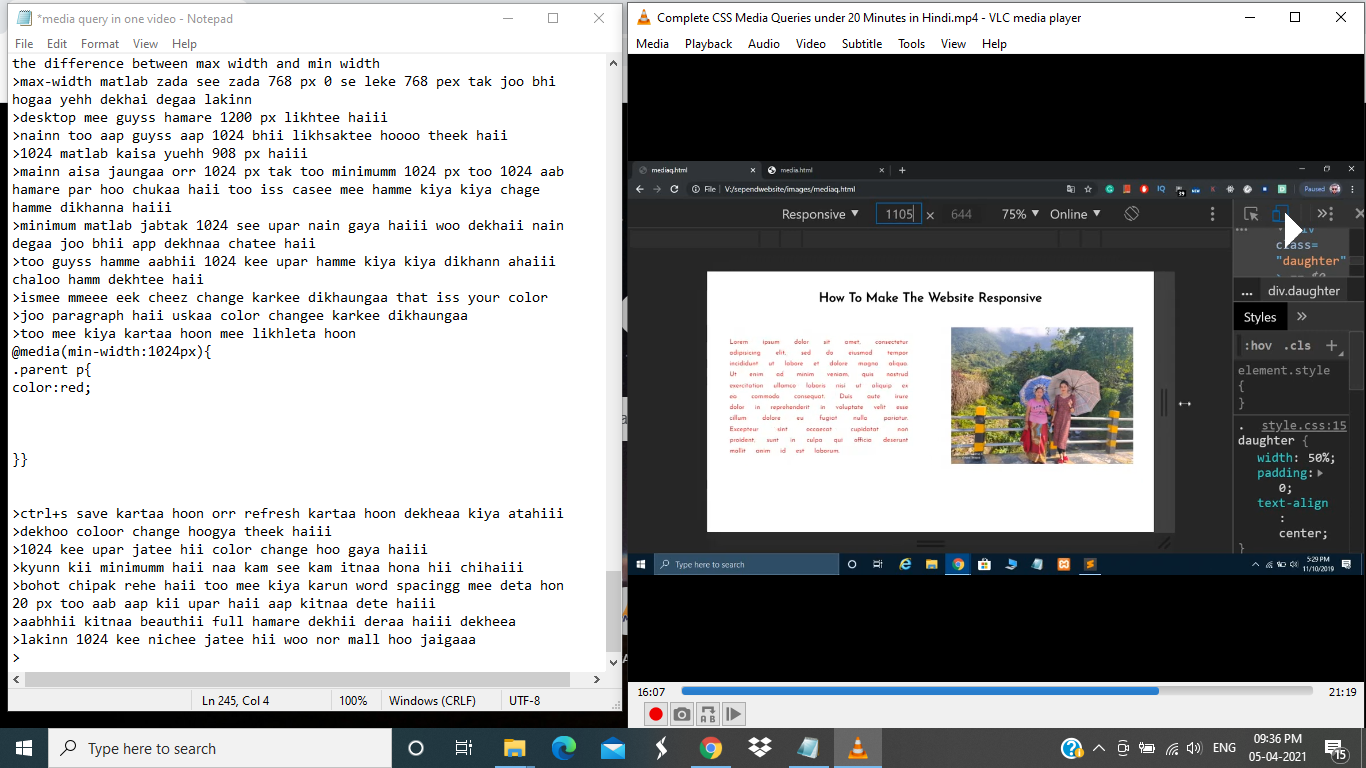 *media query in one video - Notepad
File Edit Format View Help
the difference between max width and min width
>max-width matlab zada see zada 768 px 0 se leke 768 pex tak joo bhi
hogaa yehh dekhai degaa lakinn
>desktop mee guyss hamare 1200 px likhtee haiii
>nainn too aap guyss aap 1024 bhii likhsaktee hoooo theek haii
>1024 matlab kaisa yuehh 908 px haiii
>mainn aisa jaungaa orr 1024 px tak too minimumm 1024 px too 1024 aab
hamare par hoo chukaa haii too iss casee mee hamme kiya kiya chage
hamme dikhanna haiii
>minimum matlab jabtak 1024 see upar nain gaya haiii woo dekhaii nain
degaa joo bhii app dekhnaa chatee haii
>too guyss hamme aabhii 1024 kee upar hamme kiya kiya dikhann ahaiii
chaloo hamm dekhtee haii
>ismee mmeee eek cheez change karkee dikhaungaa that iss your color
>joo paragraph haii uskaa color changee karkee dikhaungaa
>too mee kiya kartaa hoon mee likhleta hoon
@media(min-width:1024px){
.parent p{
color:red;
}}
>ctrl+s save kartaa hoon orr refresh kartaa hoon dekheaa kiya atahiii
>dekhoo coloor change hoogya theek haiii
>1024 kee upar jatee hii color change hoo gaya haiii
>kyunn kii minimumm haii naa kam see kam itnaa hona hii chihaiii
>bohot chipak rehe haii too mee kiya karun word spacingg mee deta hon
20 px too aab aap kii upar haii aap kitnaa dete haiii
>aabhhii kitnaa beauthii full hamare dekhii deraa haiii dekheea
>lakinn 1024 kee nichee jatee hii woo nor mall hoo jaigaaa
>
Ln 245, Col 4 100% Windows (CRLF) UTF-8
Complete CSS Media Queries under 20 Minutes in Hindi.mp4 - VLC media player
Media Playback Audio Video Subtitle Tools View Help
mediaq.html media.html
File V:/sependwebsite/images/mediaq.html Paused
Responsive 1105 × 644 75% Online
How To Make The Website Responsive
Lorem ipsum dolor sit amet, consectetur
adipisicing elit, sed do eiusmod tempor
incididunt ut labore et dolore magna aliqua.
Ut enim ad minim veniam, quis nostrud
exercitation ullamco laboris nisi ut aliquip ex
ea commodo consequat. Duis aute irure
dolor in reprehenderit in voluptate velit esse
cillum dolore eu fugiat nulla pariatur.
Excepteur sint occaecat cupidatat non
proident, sunt in culpa qui officia deserunt
mollit anim id est laborum.
div
class=
"daughter"
... div.daughter
Styles
:hov .cls +
element.style
{
}
. style.css:15
daughter {
width: 50%;
padding:
0;
text-align
:
center;
}
Type here to search
5:29 PM
11/10/2019
16:07 21:19
Type here to search
ENG
09:36 PM
05-04-2021
15